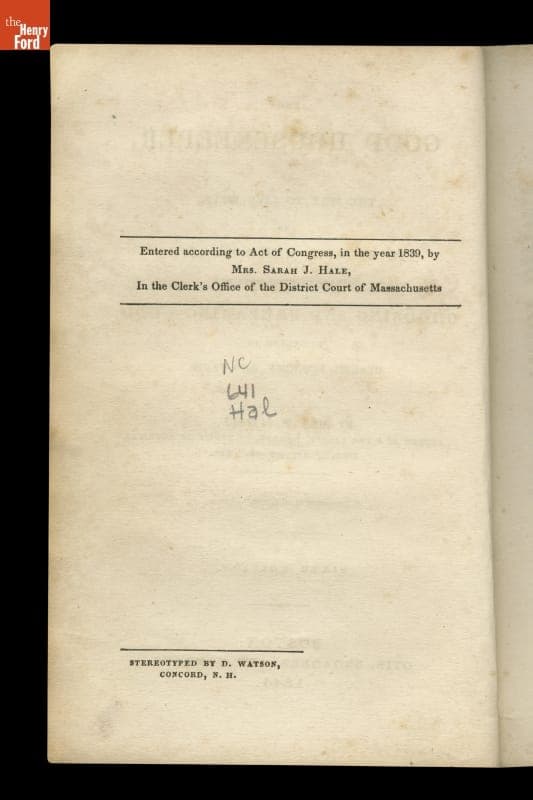 the
Henry
Ford
Entered according to Act of Congress, in the year 1839, by
Mrs. Sarah J. Hale,
In the Clerk's Office of the District Court of Massachusetts
NC
641
Hal
STEREOTYPED BY D. WATSON,
CONCORD, N. H.